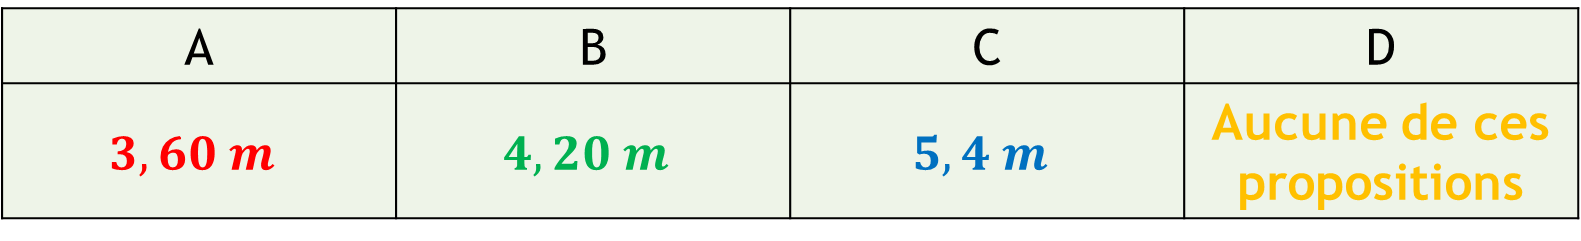 A B C D
3,60 m 4,20 m 5,4 m Aucune de ces
propositions